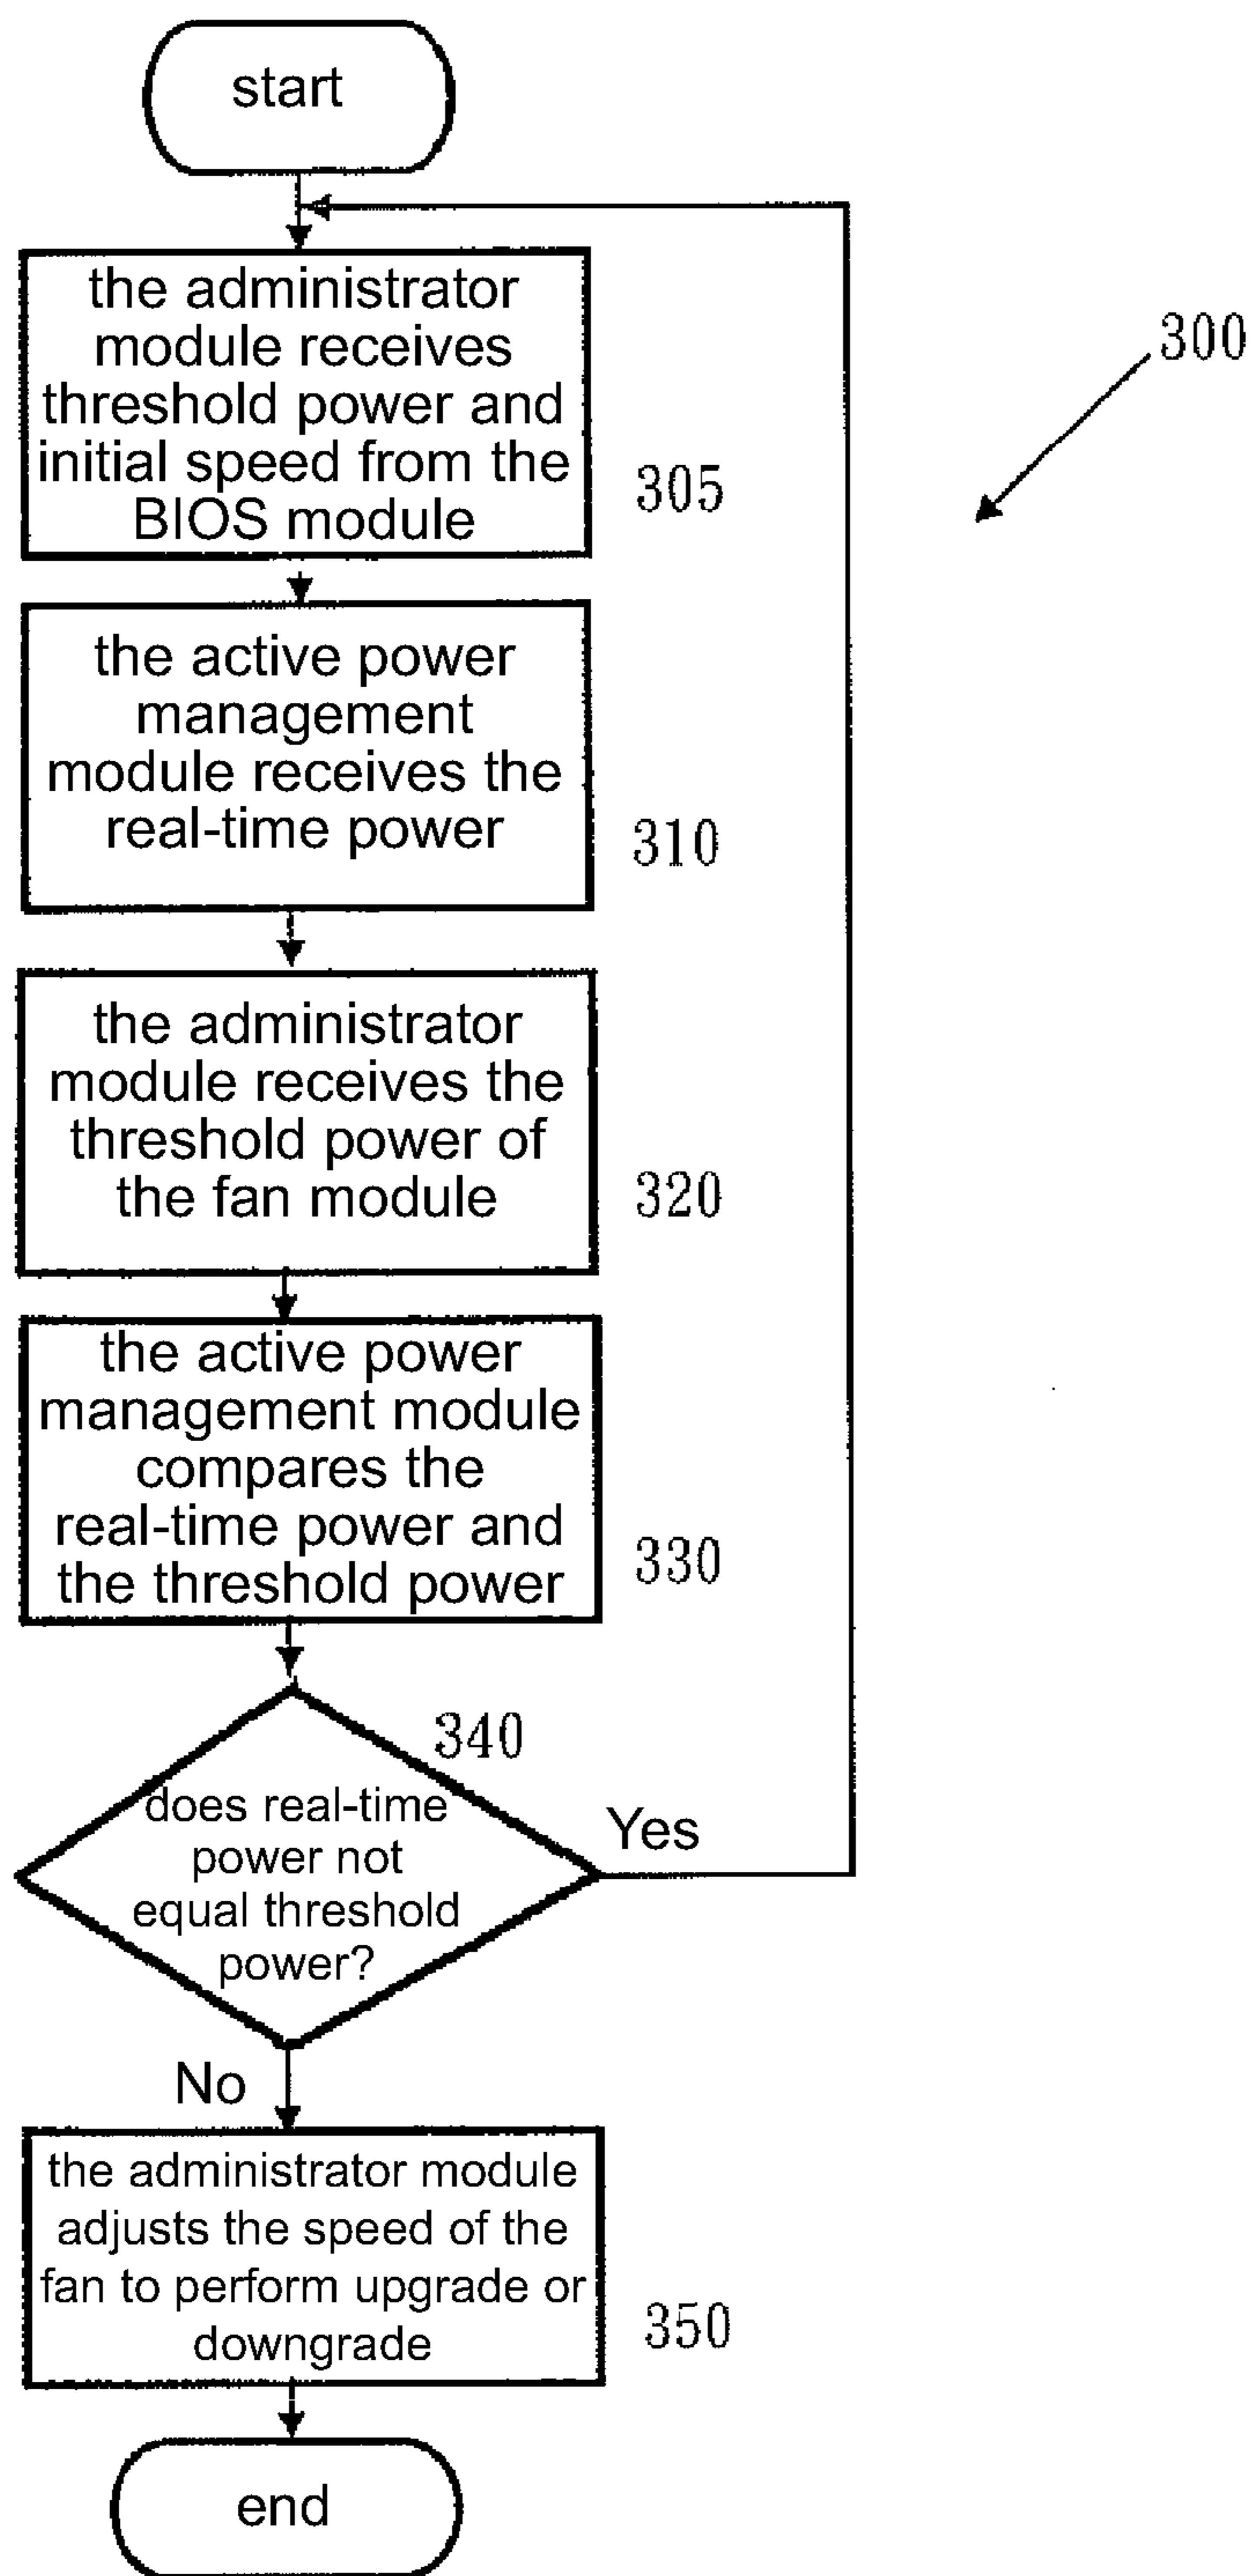 start
300
the administrator
module receives
threshold power and
initial speed from the
BIOS module
305
the active power
management
module receives the
real-time power
310
the administrator
module receives the
threshold power of
the fan module
320
the active power
management module
compares the
real-time power and
the threshold power
330
340
does real-time
power not
equal threshold
power?
Yes
No
the administrator module
adjusts the speed of the
fan to perform upgrade or
downgrade
350
end